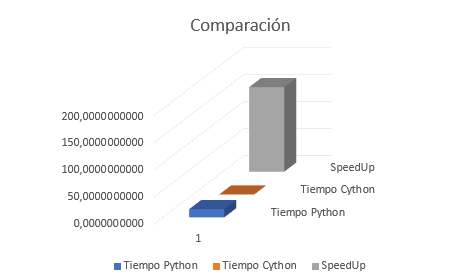 Comparación
200,0000000000
150,0000000000
100,0000000000
50,0000000000
0,0000000000
SpeedUp
Tiempo Cython
Tiempo Python
1
Tiempo Python Tiempo Cython SpeedUp